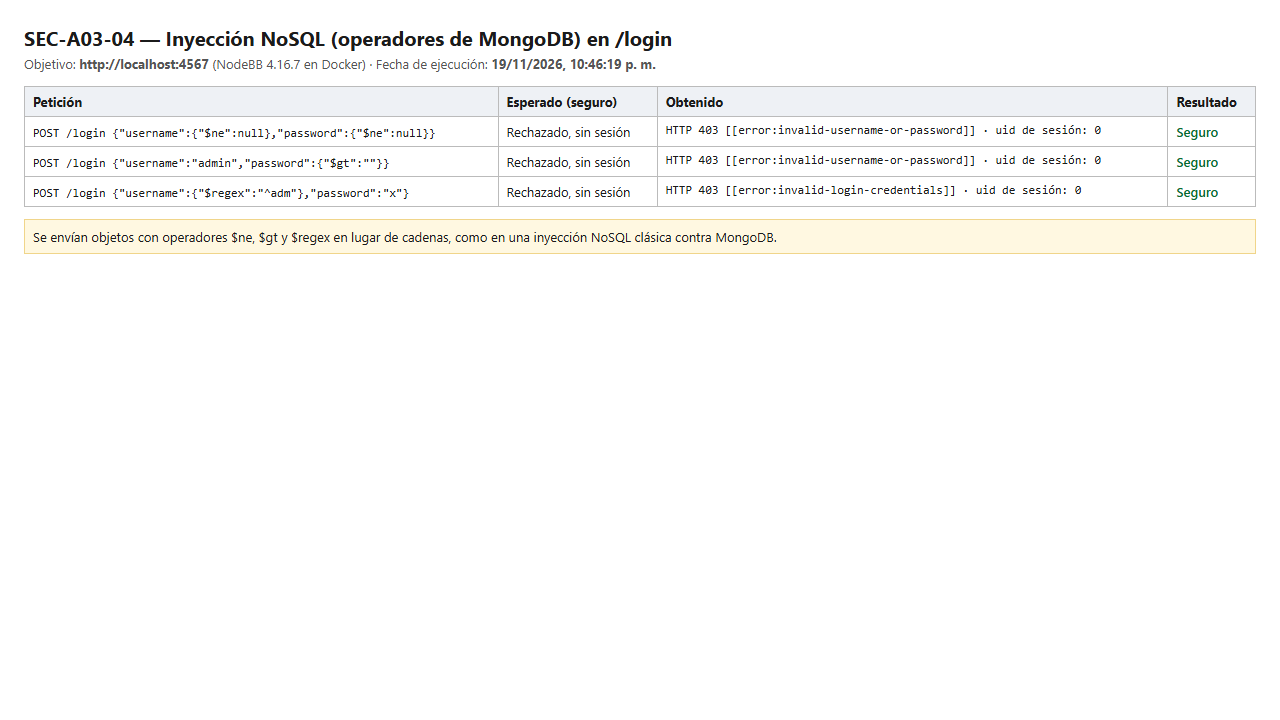 SEC-A03-04 — Inyección NoSQL (operadores de MongoDB) en /login
Objetivo: http://localhost:4567 (NodeBB 4.16.7 en Docker) · Fecha de ejecución: 19/11/2026, 10:46:19 p. m.
Petición Esperado (seguro) Obtenido Resultado
POST /login {"username":{"$ne":null},"password":{"$ne":null}} Rechazado, sin sesión HTTP 403 [[error:invalid-username-or-password]] · uid de sesión: 0 Seguro
POST /login {"username":"admin","password":{"$gt":""}} Rechazado, sin sesión HTTP 403 [[error:invalid-username-or-password]] · uid de sesión: 0 Seguro
POST /login {"username":{"$regex":"^adm"},"password":"x"} Rechazado, sin sesión HTTP 403 [[error:invalid-login-credentials]] · uid de sesión: 0 Seguro
Se envían objetos con operadores $ne, $gt y $regex en lugar de cadenas, como en una inyección NoSQL clásica contra MongoDB.